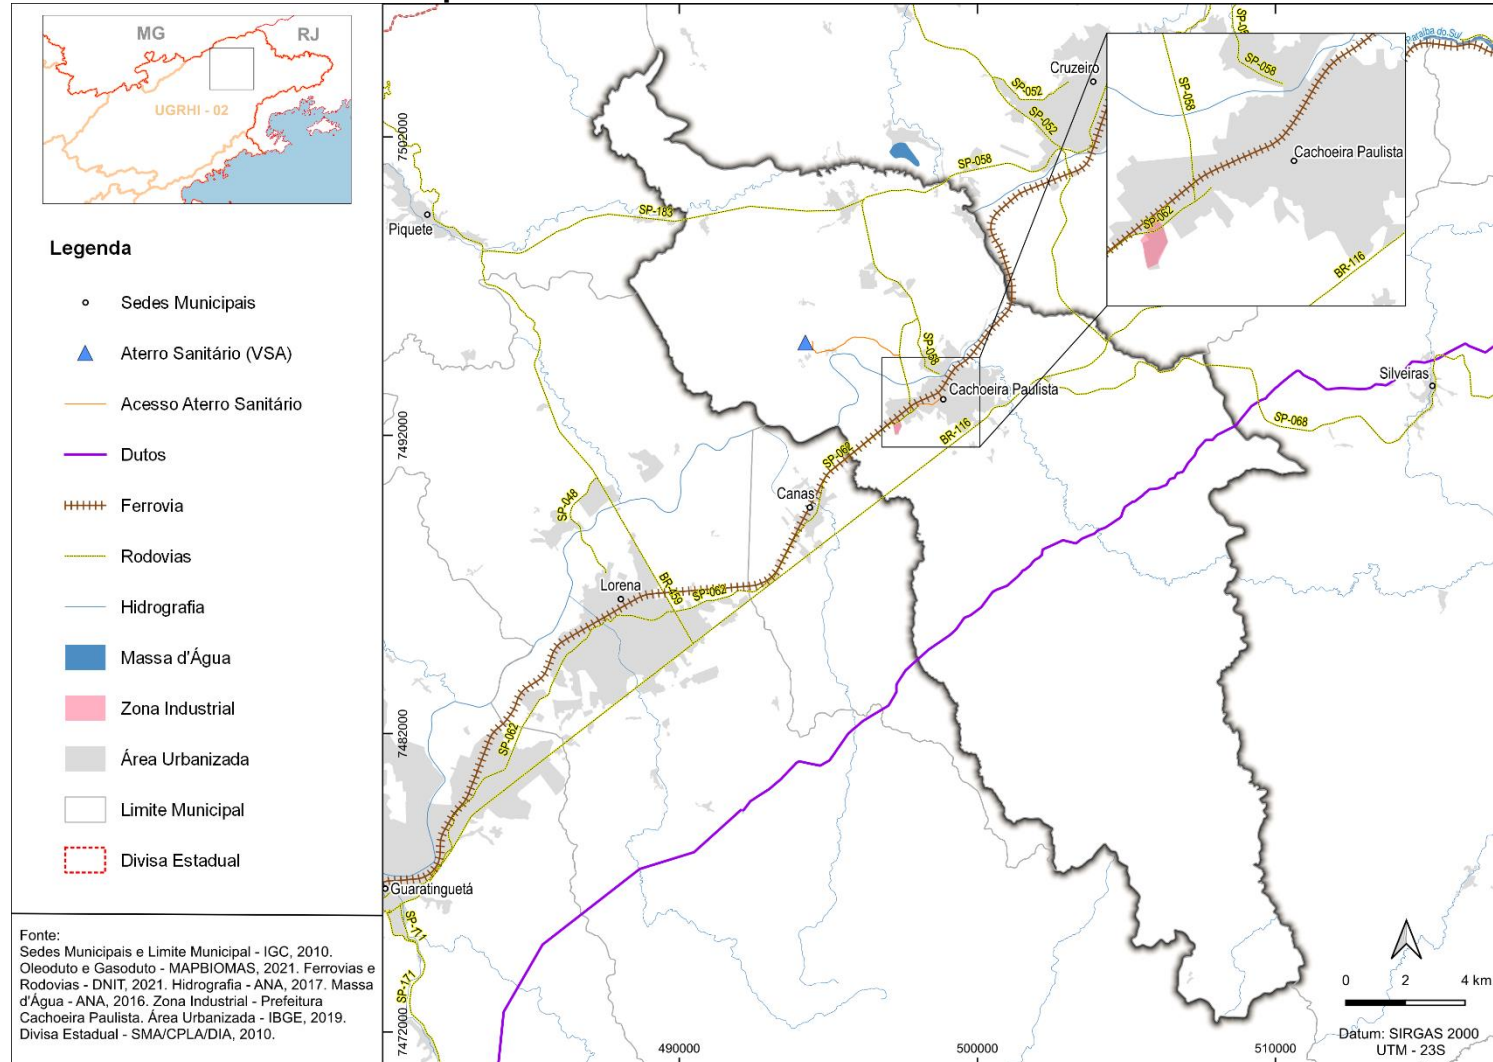 MG
RJ
UGRHI - 02
Legenda
Sedes Municipais
Aterro Sanitário (VSA)
Acesso Aterro Sanitário
Dutos
Ferrovia
Rodovias
Hidrografia
Massa d'Água
Zona Industrial
Área Urbanizada
Limite Municipal
Divisa Estadual
Fonte:
Sedes Municipais e Limite Municipal - IGC, 2010.
Oleoduto e Gasoduto - MAPBIOMAS, 2021. Ferrovias e
Rodovias - DNIT, 2021. Hidrografia - ANA, 2017. Massa
d'Água - ANA, 2016. Zona Industrial - Prefeitura
Cachoeira Paulista. Área Urbanizada - IBGE, 2019.
Divisa Estadual - SMA/CPLA/DIA, 2010.
7502000
7492000
7482000
7472000
490000
500000
510000
Piquete
SP-183
SP-058
Cruzeiro
SP-052
SP-052
SP-058
SP-058
Paraíba do Sul
SP-058
Cachoeira Paulista
SP-062
BR-116
SP-058
Cachoeira Paulista
BR-116
SP-062
Silveiras
SP-068
Canas
SP-048
Lorena
BR-459
SP-062
SP-062
Guaratinguetá
SP-171
SP-171
0 2 4 km
Datum: SIRGAS 2000
UTM - 23S